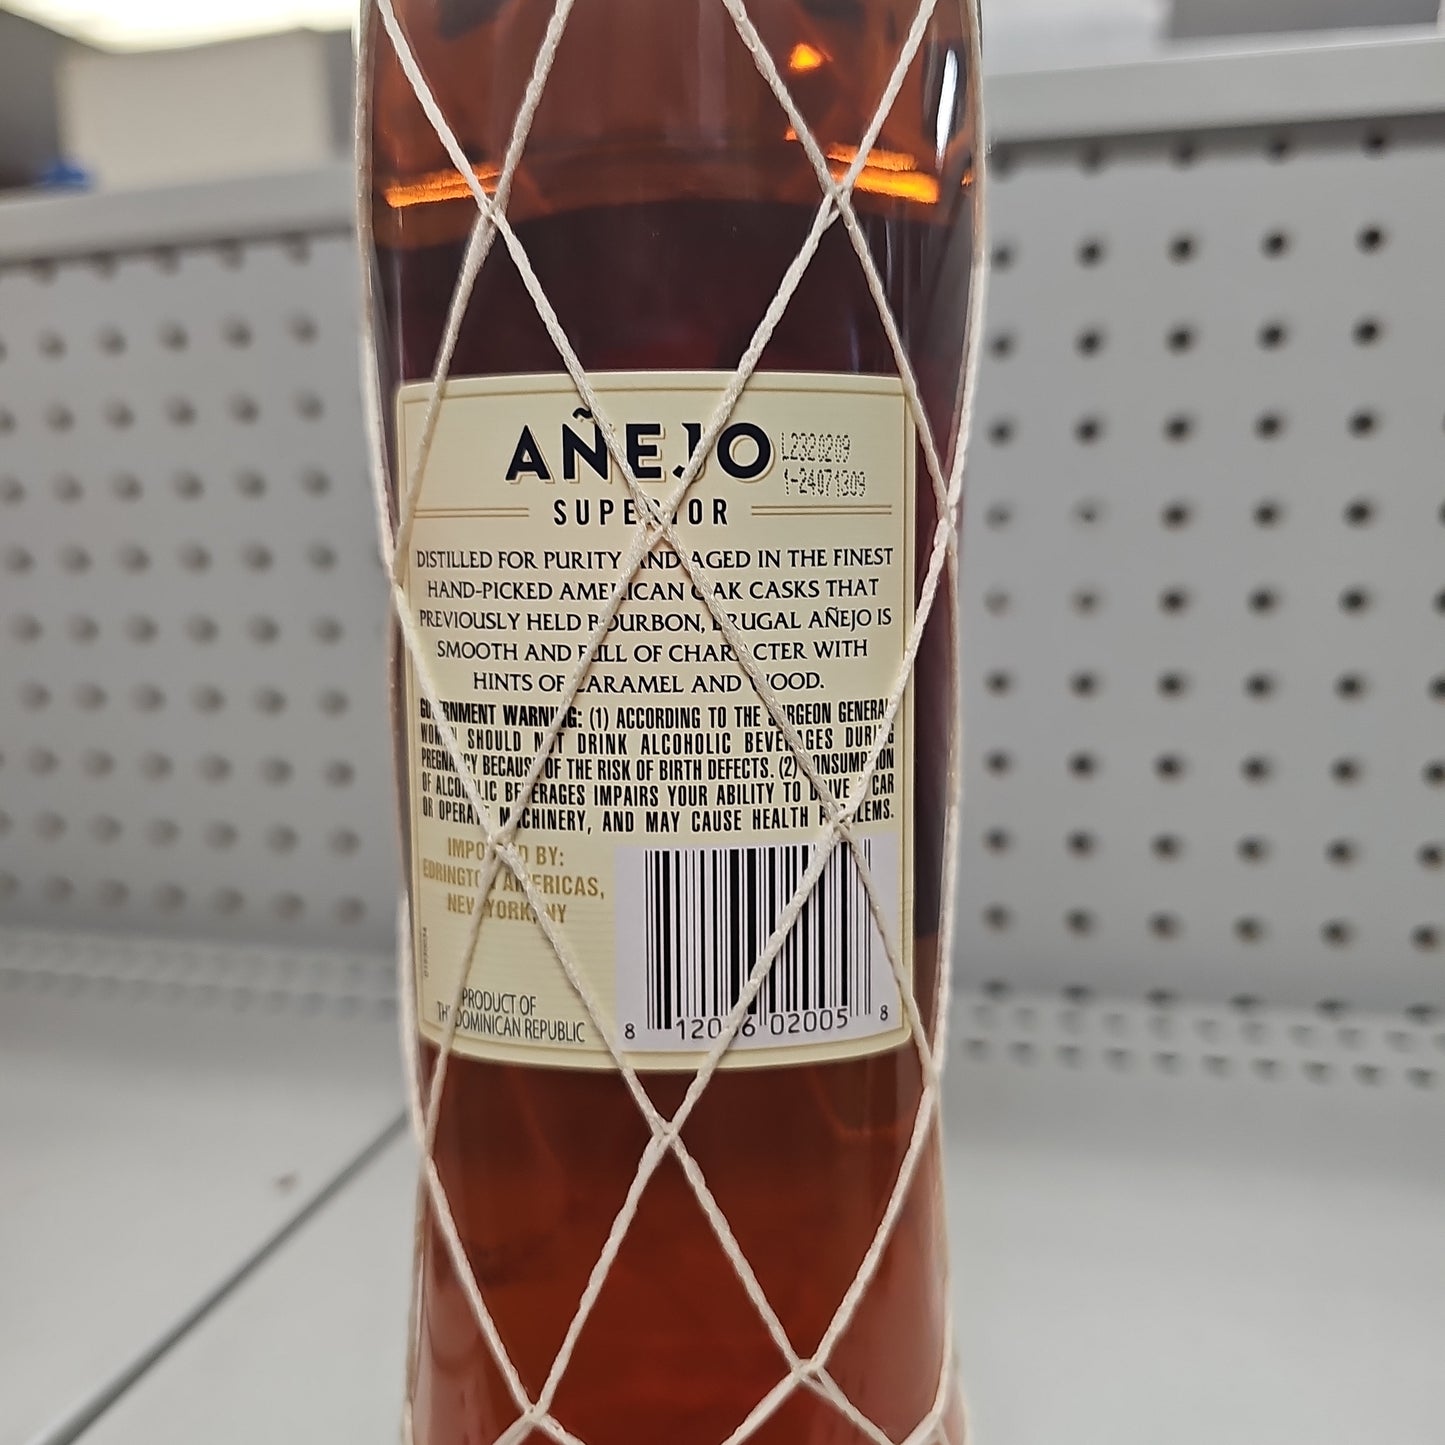 AÑEJO
L2320209
1-24071309
SUPERIOR
DISTILLED FOR PURITY AND AGED IN THE FINEST
HAND-PICKED AMERICAN OAK CASKS THAT
PREVIOUSLY HELD BOURBON, BRUGAL AÑEJO IS
SMOOTH AND FULL OF CHARACTER WITH
HINTS OF CARAMEL AND WOOD.
GOVERNMENT WARNING: (1) ACCORDING TO THE SURGEON GENERAL,
WOMEN SHOULD NOT DRINK ALCOHOLIC BEVERAGES DURING
PREGNANCY BECAUSE OF THE RISK OF BIRTH DEFECTS. (2) CONSUMPTION
OF ALCOHOLIC BEVERAGES IMPAIRS YOUR ABILITY TO DRIVE A CAR
OR OPERATE MACHINERY, AND MAY CAUSE HEALTH PROBLEMS.
IMPORTED BY:
EDRINGTON AMERICAS,
NEW YORK, NY
PRODUCT OF
THE DOMINICAN REPUBLIC
8 02005 8